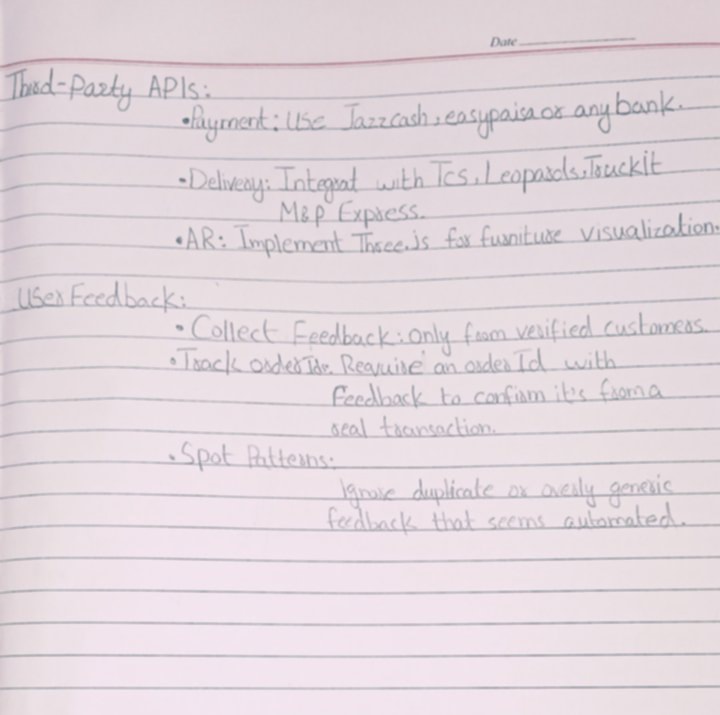 Date
Third-Party APIs:
• Payment: Use Jazzcash, easypaisa or any bank.
• Delivery: Integrat with Tcs, Leopards, Truckit
M&P Express.
• AR: Implement Three.js for furniture visualization.
User Feedback:
• Collect Feedback: only from verified customers.
• Track order Ids. Require an order Id with
Feedback to confirm it's from a
real transaction.
• Spot Patterns:
Ignore duplicate or overly generic
feedback that seems automated.